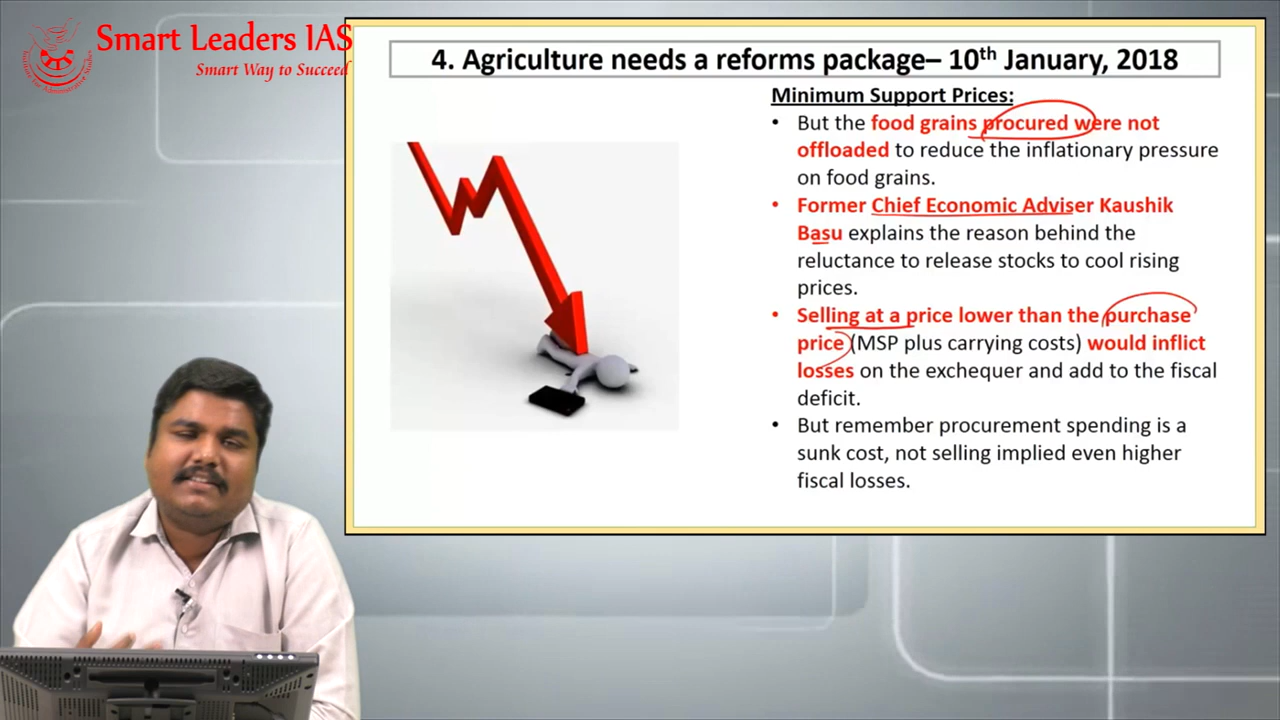 Smart Leaders IAS
Smart Way to Succeed
4. Agriculture needs a reforms package– 10th January, 2018
Minimum Support Prices:
• But the food grains procured were not
offloaded to reduce the inflationary pressure
on food grains.
• Former Chief Economic Adviser Kaushik
Basu explains the reason behind the
reluctance to release stocks to cool rising
prices.
• Selling at a price lower than the purchase
price (MSP plus carrying costs) would inflict
losses on the exchequer and add to the fiscal
deficit.
• But remember procurement spending is a
sunk cost, not selling implied even higher
fiscal losses.